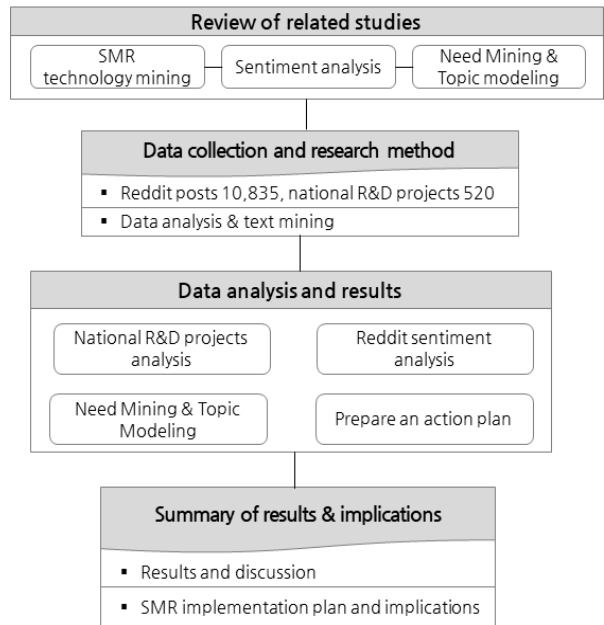 Review of related studies
SMR
technology mining
Sentiment analysis
Need Mining &
Topic modeling
Data collection and research method
▪ Reddit posts 10,835, national R&D projects 520
▪ Data analysis & text mining
Data analysis and results
National R&D projects
analysis
Reddit sentiment
analysis
Need Mining & Topic
Modeling
Prepare an action plan
Summary of results & implications
▪ Results and discussion
▪ SMR implementation plan and implications